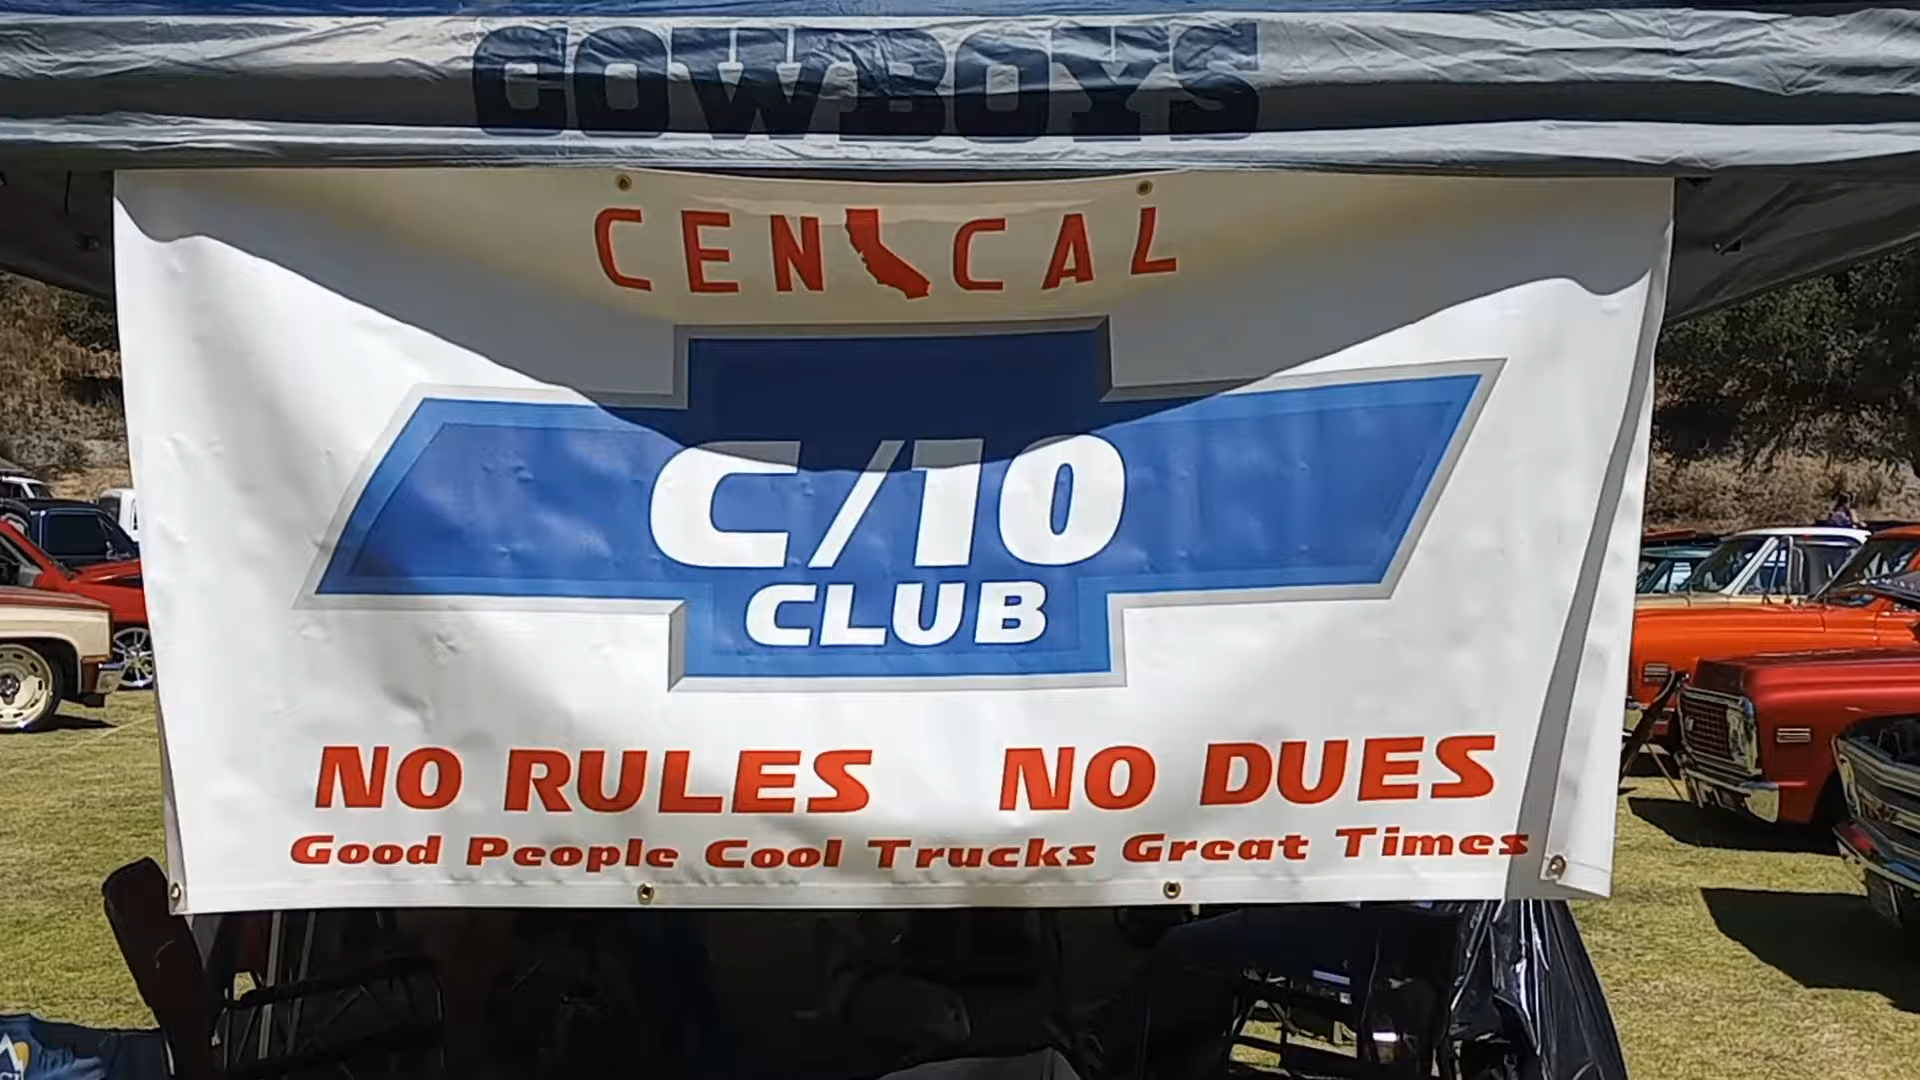 COWBOYS
CEN CAL
C/10
CLUB
NO RULES NO DUES
Good People Cool Trucks Great Times